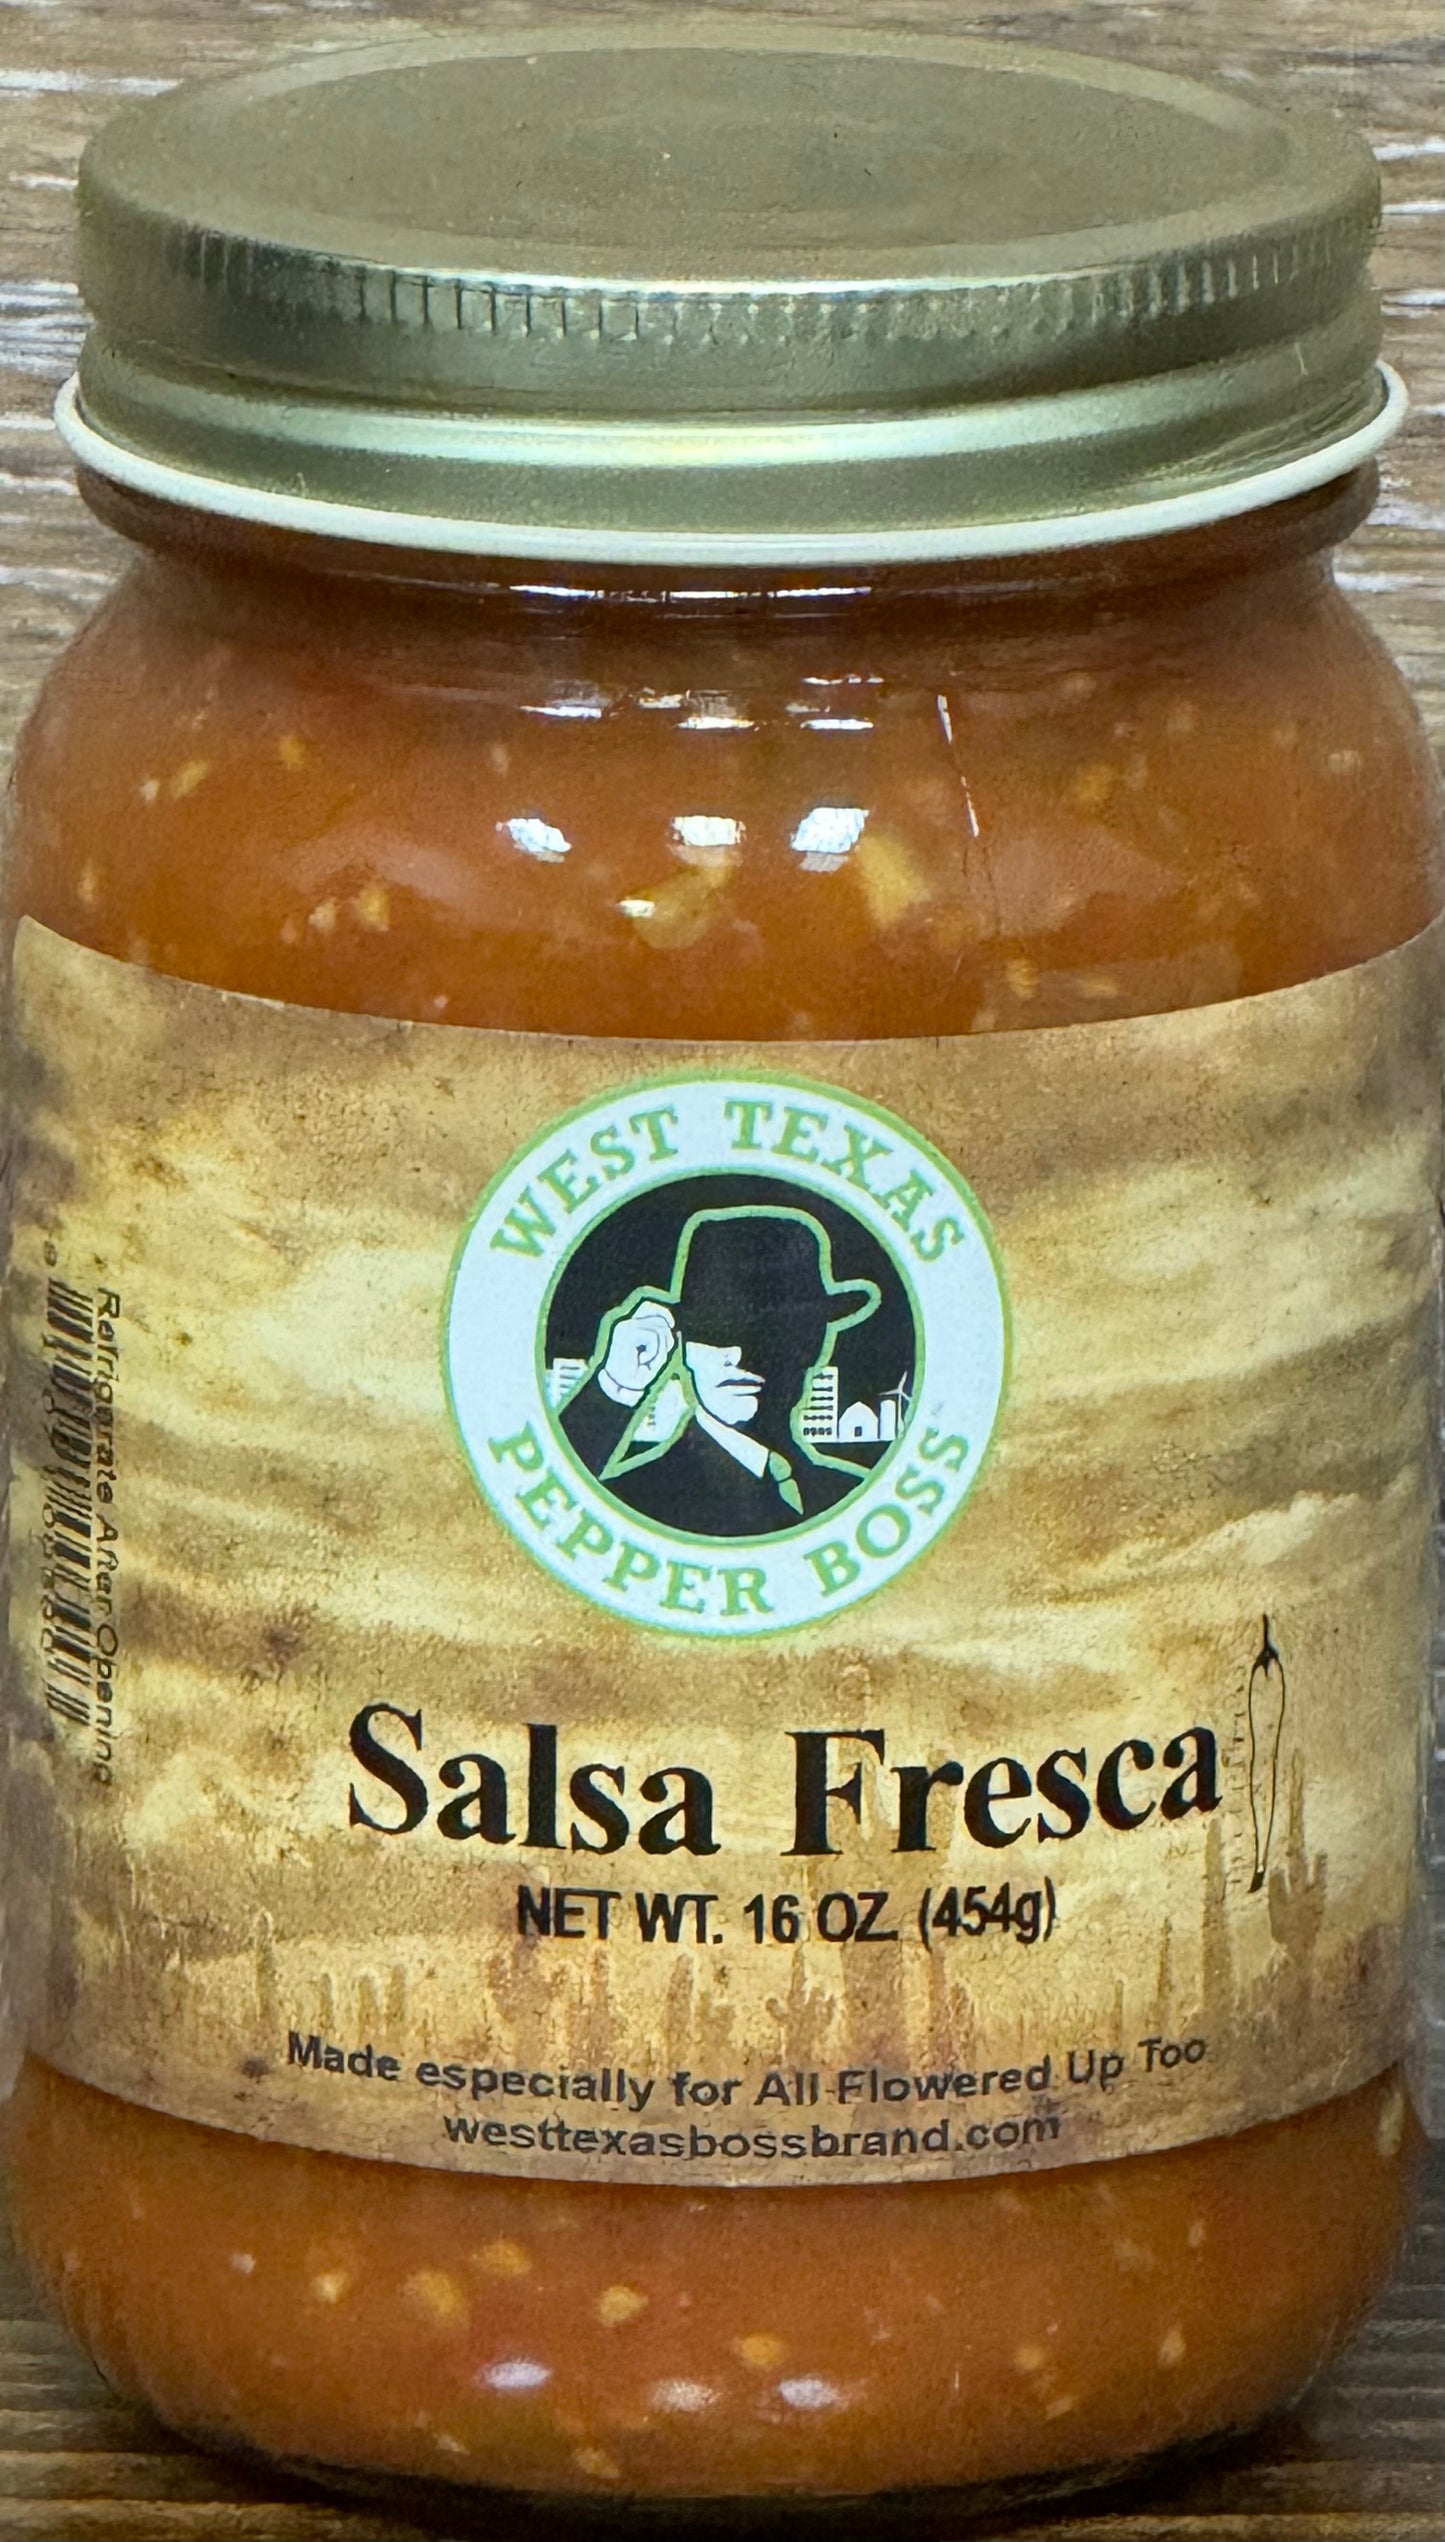 WEST TEXAS
PEPPER BOSS
Salsa Fresca
NET WT. 16 OZ. (454g)
Made especially for All Flowered Up Too
westtexasbossbrand.com
Refrigerate After Opening